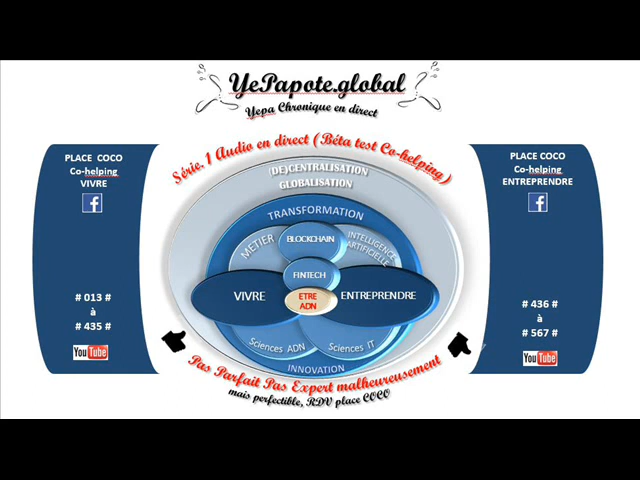 YePapote.global
Yepa Chronique en direct
Série, 1 Audio en direct (Béta test Co-helping)
PLACE COCO
Co-helping
VIVRE
f
# 013 #
à
# 435 #
YouTube
(DE)CENTRALISATION
GLOBALISATION
TRANSFORMATION
METIER
BLOCKCHAIN
INTELLIGENCE
ARTIFICIELLE
FINTECH
VIVRE
ETRE
ADN
ENTREPRENDRE
Sciences ADN
Sciences IT
INNOVATION
PLACE COCO
Co-helping
ENTREPRENDRE
f
# 436 #
à
# 567 #
YouTube
Pas Parfait Pas Expert malheureusement
mais perfectible, RDV place COCO